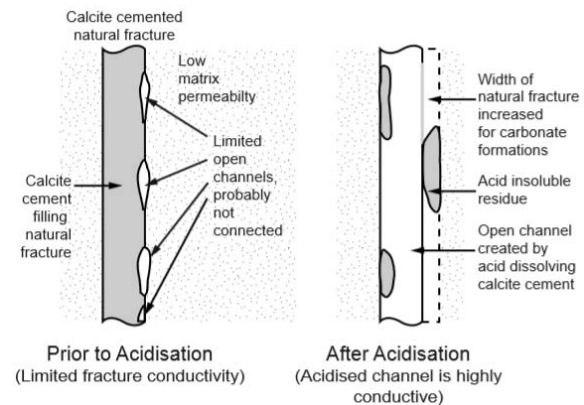 Calcite cemented
natural fracture
Low
matrix
permeabilty
Limited
open
channels,
probably
not
connected
Calcite
cement
filling
natural
fracture
Prior to Acidisation
(Limited fracture conductivity)
Width of
natural fracture
increased
for carbonate
formations
Acid insoluble
residue
Open channel
created by
acid dissolving
calcite cement
After Acidisation
(Acidised channel is highly
conductive)